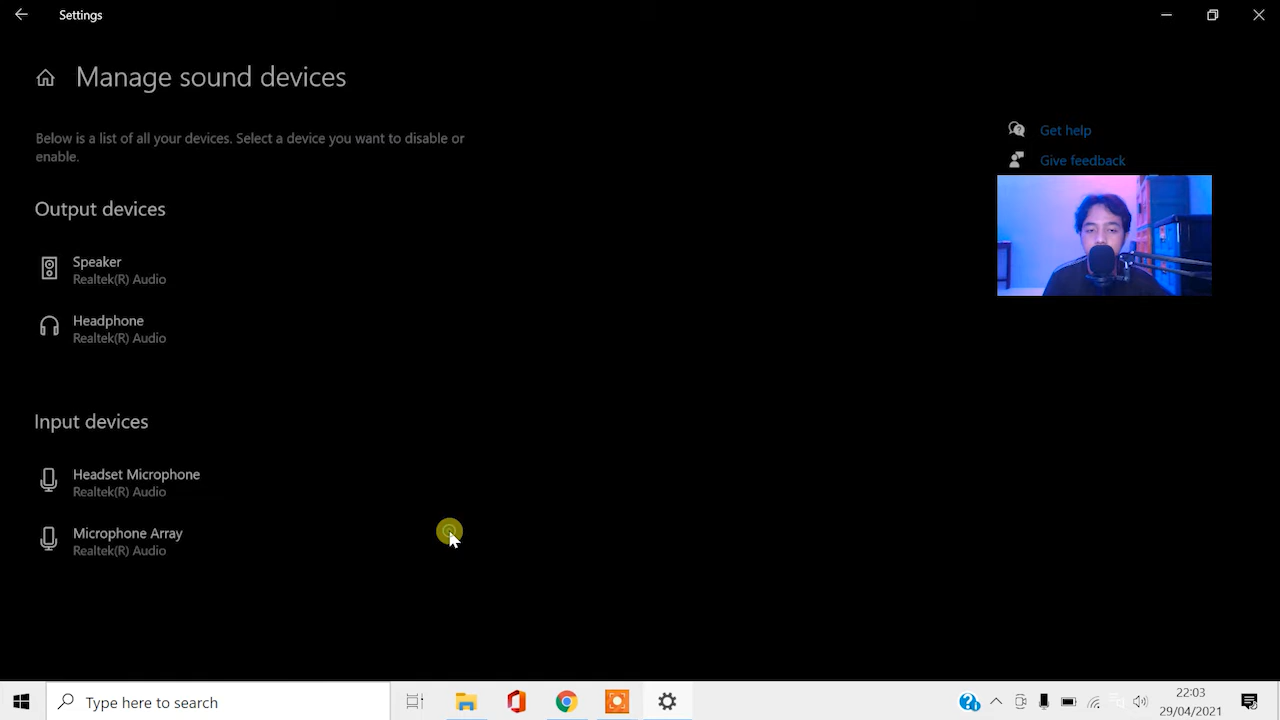 Settings
Manage sound devices
Below is a list of all your devices. Select a device you want to disable or
enable.
Get help
Give feedback
Output devices
Speaker
Realtek(R) Audio
Headphone
Realtek(R) Audio
Input devices
Headset Microphone
Realtek(R) Audio
Microphone Array
Realtek(R) Audio
Type here to search
22:03
29/04/2021